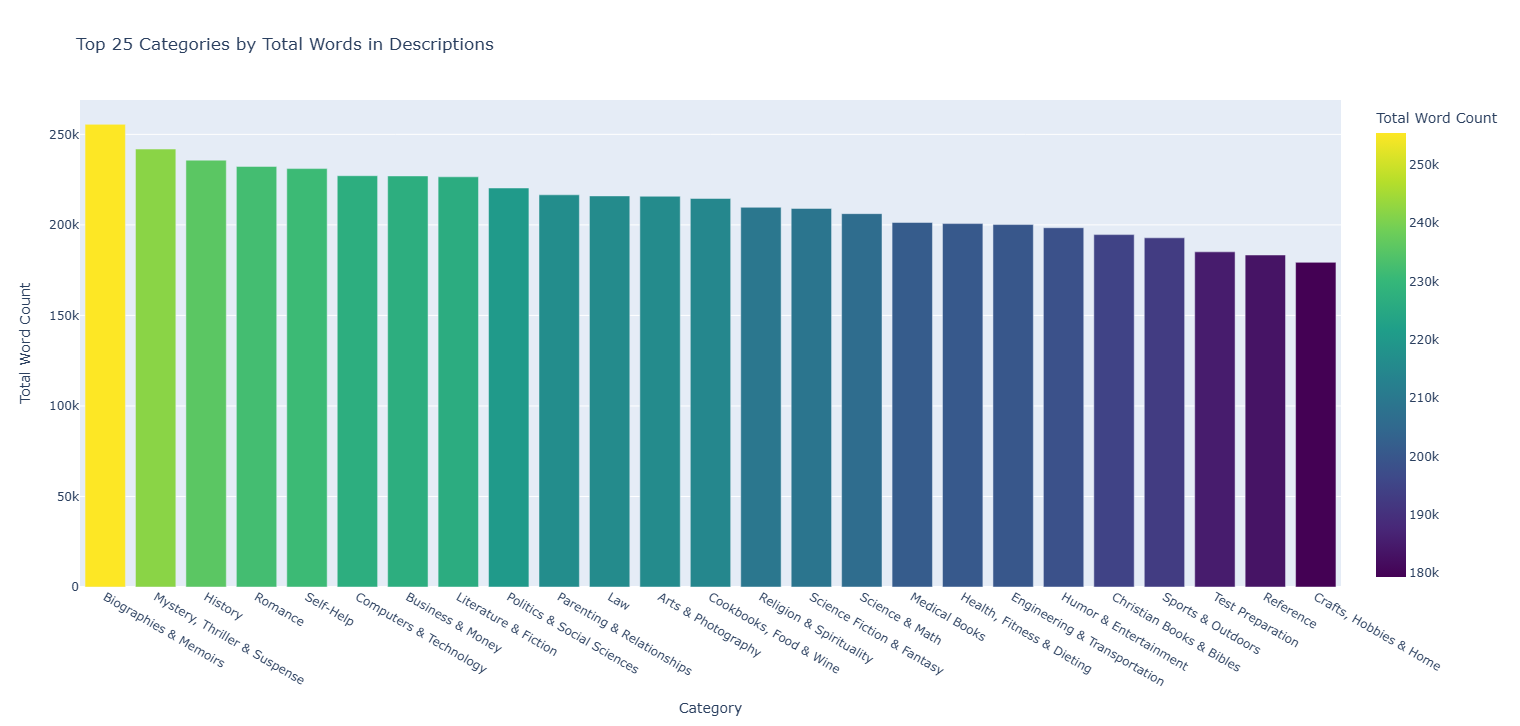 Top 25 Categories by Total Words in Descriptions
Total Word Count
250k
200k
150k
100k
50k
0
Biographies & Memoirs
Mystery, Thriller & Suspense
History
Romance
Self-Help
Computers & Technology
Business & Money
Literature & Fiction
Politics & Social Sciences
Parenting & Relationships
Law
Arts & Photography
Cookbooks, Food & Wine
Religion & Spirituality
Science Fiction & Fantasy
Science & Math
Medical Books
Health, Fitness & Dieting
Engineering & Transportation
Humor & Entertainment
Christian Books & Bibles
Sports & Outdoors
Test Preparation
Reference
Crafts, Hobbies & Home
Category
Total Word Count
250k
240k
230k
220k
210k
200k
190k
180k